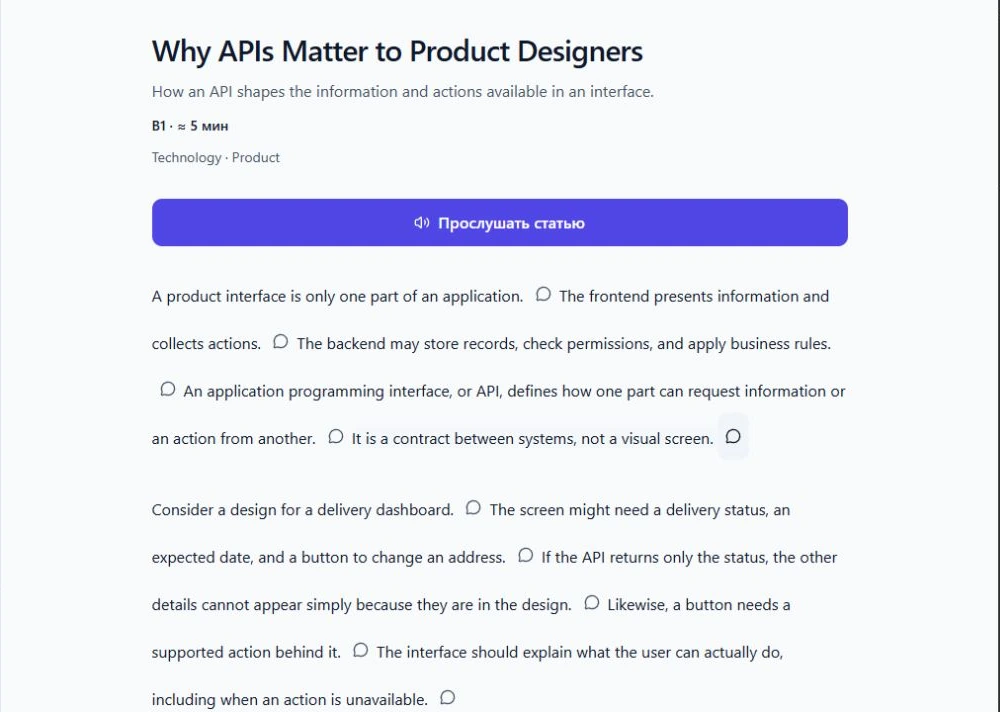 Why APIs Matter to Product Designers
How an API shapes the information and actions available in an interface.
B1 · ≈ 5 мин
Technology · Product
Прослушать статью
A product interface is only one part of an application. The frontend presents information and
collects actions. The backend may store records, check permissions, and apply business rules.
An application programming interface, or API, defines how one part can request information or
an action from another. It is a contract between systems, not a visual screen.
Consider a design for a delivery dashboard. The screen might need a delivery status, an
expected date, and a button to change an address. If the API returns only the status, the other
details cannot appear simply because they are in the design. Likewise, a button needs a
supported action behind it. The interface should explain what the user can actually do,
including when an action is unavailable.